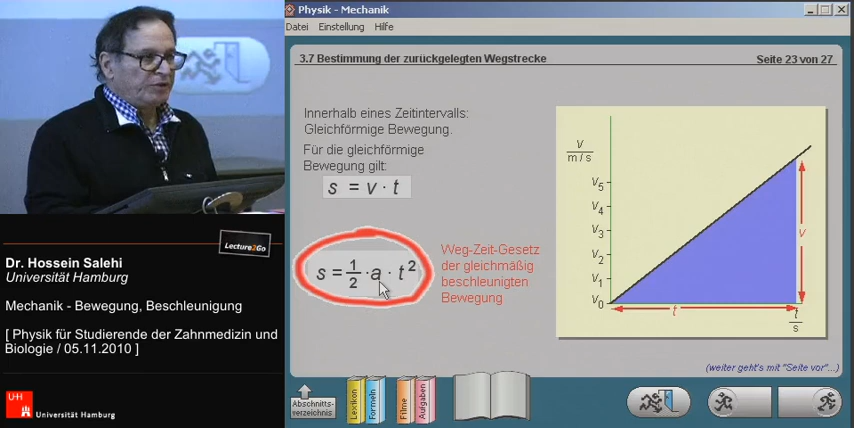 Physik - Mechanik
Datei Einstellung Hilfe
3.7 Bestimmung der zurückgelegten Wegstrecke
Seite 23 von 27
Innerhalb eines Zeitintervalls:
Gleichförmige Bewegung.
Für die gleichförmige
Bewegung gilt:
s = v · t
s = 1/2 · a · t²
Weg-Zeit-Gesetz
der gleichmäßig
beschleunigten
Bewegung
V
m/s
V₅
V₄
V₃
V₂
V₁
V₀
v
t
t
s
(weiter geht's mit "Seite vor"...)
Abschnitts-
verzeichnis
Lexikon
Formeln
Filme
Aufgaben
Lecture2Go
Dr. Hossein Salehi
Universität Hamburg
Mechanik - Bewegung, Beschleunigung
[ Physik für Studierende der Zahnmedizin und
Biologie / 05.11.2010 ]
UH
Universität Hamburg